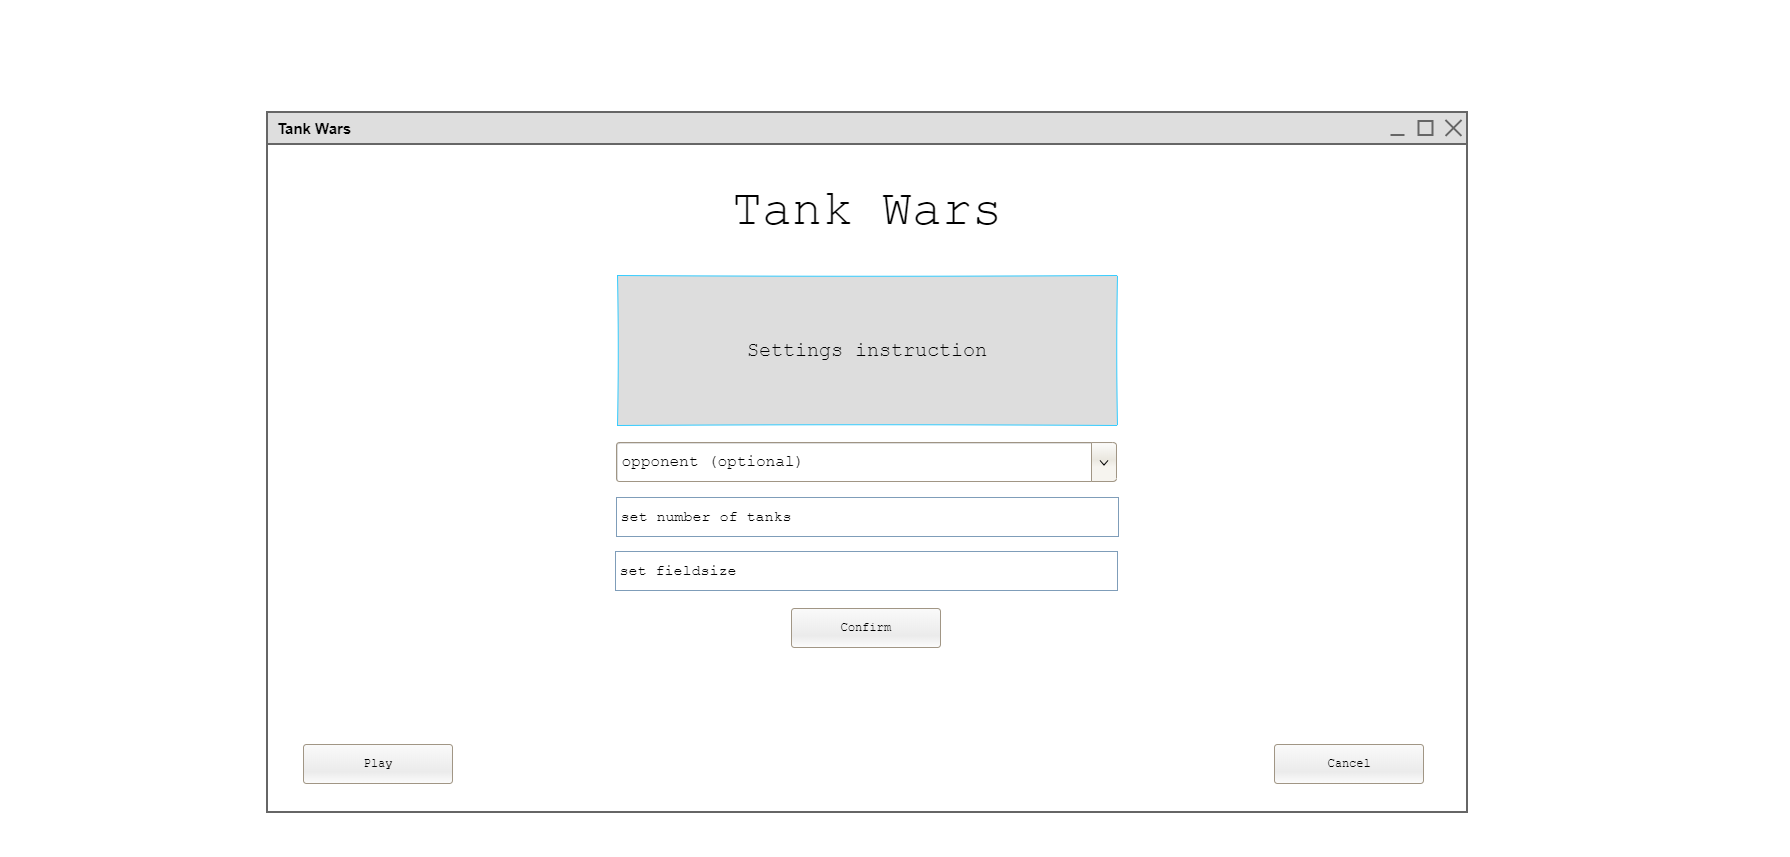 Tank Wars
Tank Wars
Settings instruction
opponent (optional)
set number of tanks
set fieldsize
Confirm
Play
Cancel